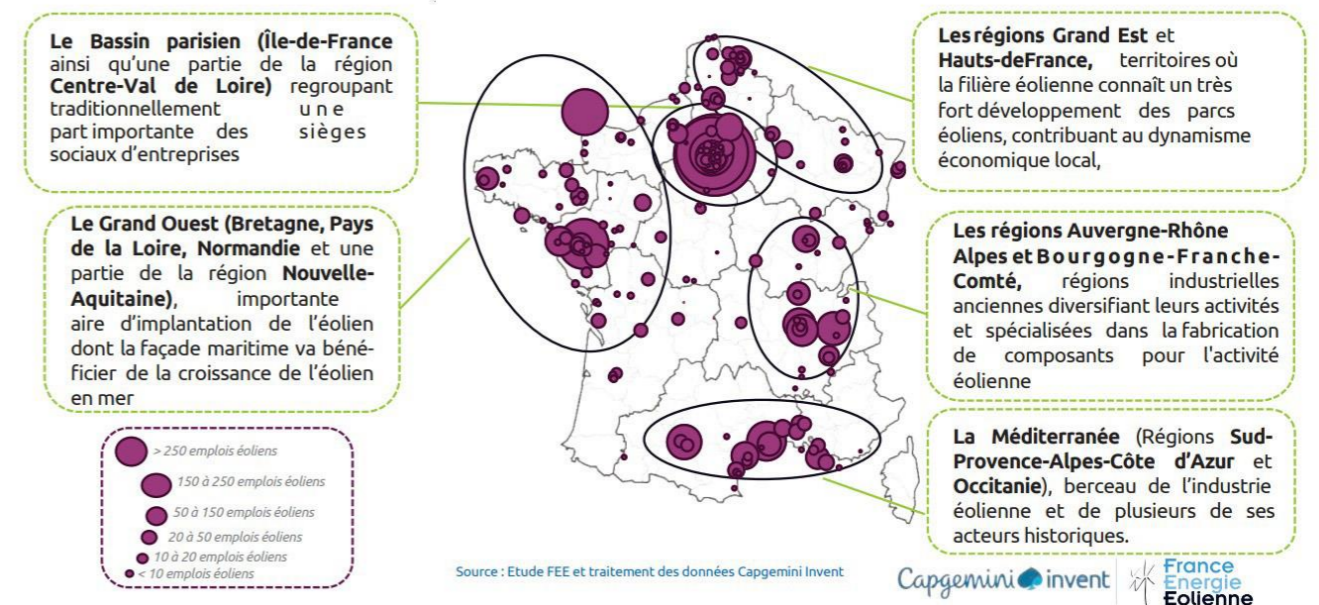 Le Bassin parisien (Île-de-France
ainsi qu'une partie de la région
Centre-Val de Loire) regroupant
traditionnellement une
part importante des sièges
sociaux d'entreprises
Le Grand Ouest (Bretagne, Pays
de la Loire, Normandie et une
partie de la région Nouvelle-
Aquitaine), importante
aire d'implantation de l'éolien
dont la façade maritime va béné-
ficier de la croissance de l'éolien
en mer
> 250 emplois éoliens
150 à 250 emplois éoliens
50 à 150 emplois éoliens
20 à 50 emplois éoliens
10 à 20 emplois éoliens
< 10 emplois éoliens
Les régions Grand Est et
Hauts-deFrance, territoires où
la filière éolienne connaît un très
fort développement des parcs
éoliens, contribuant au dynamisme
économique local,
Les régions Auvergne-Rhône
Alpes et Bourgogne-Franche-
Comté, régions industrielles
anciennes diversifiant leurs activités
et spécialisées dans la fabrication
de composants pour l'activité
éolienne
La Méditerranée (Régions Sud-
Provence-Alpes-Côte d'Azur et
Occitanie), berceau de l'industrie
éolienne et de plusieurs de ses
acteurs historiques.
Source : Etude FEE et traitement des données Capgemini Invent
Capgemini invent
France
Energie
Eolienne